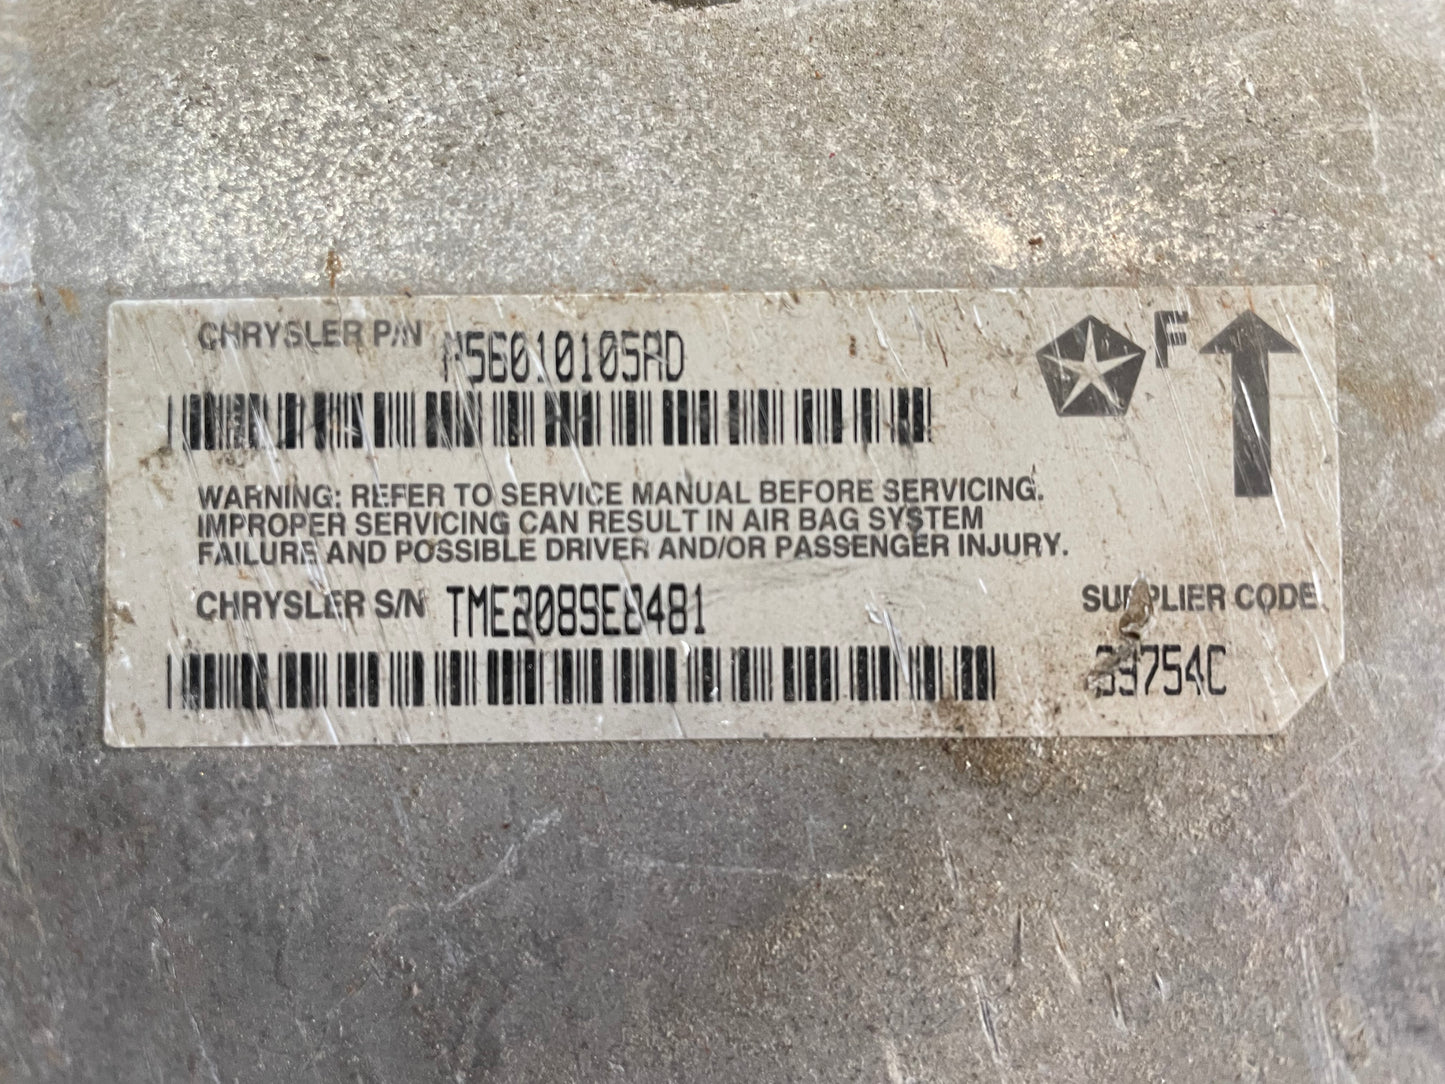 CHRYSLER P/N P56010105AD
F
WARNING: REFER TO SERVICE MANUAL BEFORE SERVICING.
IMPROPER SERVICING CAN RESULT IN AIR BAG SYSTEM
FAILURE AND POSSIBLE DRIVER AND/OR PASSENGER INJURY.
CHRYSLER S/N TME2089E8481
SUPPLIER CODE